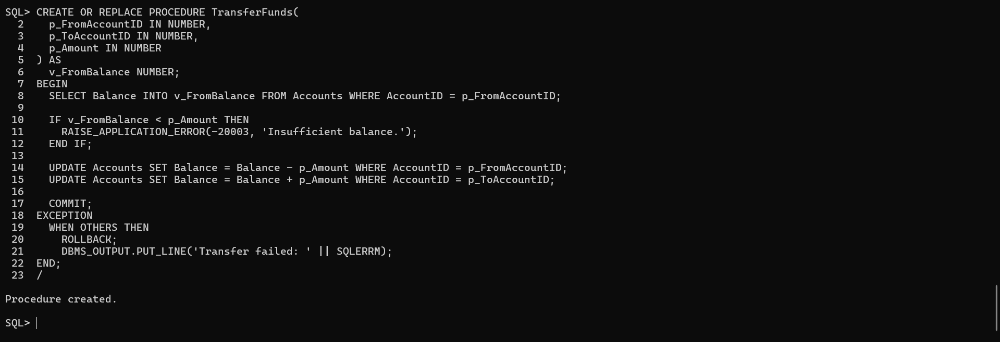 SQL> CREATE OR REPLACE PROCEDURE TransferFunds(
  2    p_FromAccountID IN NUMBER,
  3    p_ToAccountID IN NUMBER,
  4    p_Amount IN NUMBER
  5  ) AS
  6    v_FromBalance NUMBER;
  7  BEGIN
  8    SELECT Balance INTO v_FromBalance FROM Accounts WHERE AccountID = p_FromAccountID;
  9
 10    IF v_FromBalance < p_Amount THEN
 11      RAISE_APPLICATION_ERROR(-20003, 'Insufficient balance.');
 12    END IF;
 13
 14    UPDATE Accounts SET Balance = Balance - p_Amount WHERE AccountID = p_FromAccountID;
 15    UPDATE Accounts SET Balance = Balance + p_Amount WHERE AccountID = p_ToAccountID;
 16
 17    COMMIT;
 18  EXCEPTION
 19    WHEN OTHERS THEN
 20      ROLLBACK;
 21      DBMS_OUTPUT.PUT_LINE('Transfer failed: ' || SQLERRM);
 22  END;
 23  /
Procedure created.
SQL>